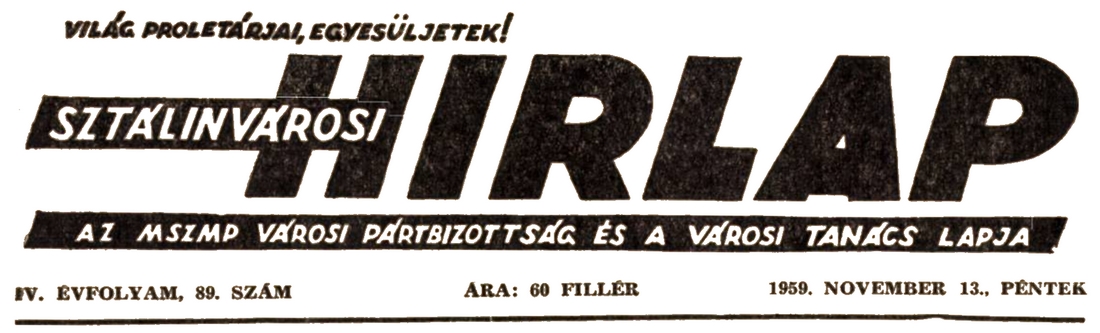 VILÁG PROLETÁRJAI, EGYESÜLJETEK!
SZTÁLINVÁROSI HIRLAP
AZ MSZMP VÁROSI PÁRTBIZOTTSÁG ÉS A VÁROSI TANÁCS LAPJA
IV. ÉVFOLYAM, 89. SZÁM ÁRA: 60 FILLÉR 1959. NOVEMBER 13., PÉNTEK